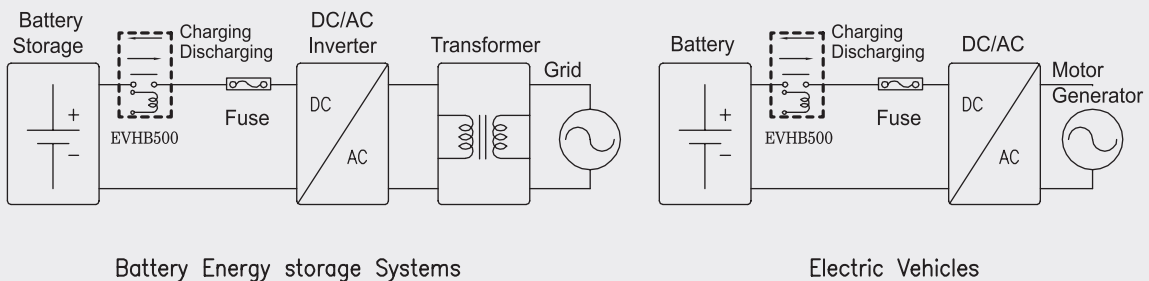 Battery
Storage
Charging
Discharging
EVHB500
Fuse
DC/AC
Inverter
DC
AC
Transformer
Grid
+
−
Battery Energy storage Systems
Battery
Charging
Discharging
EVHB500
Fuse
DC/AC
DC
AC
Motor
Generator
+
−
Electric Vehicles